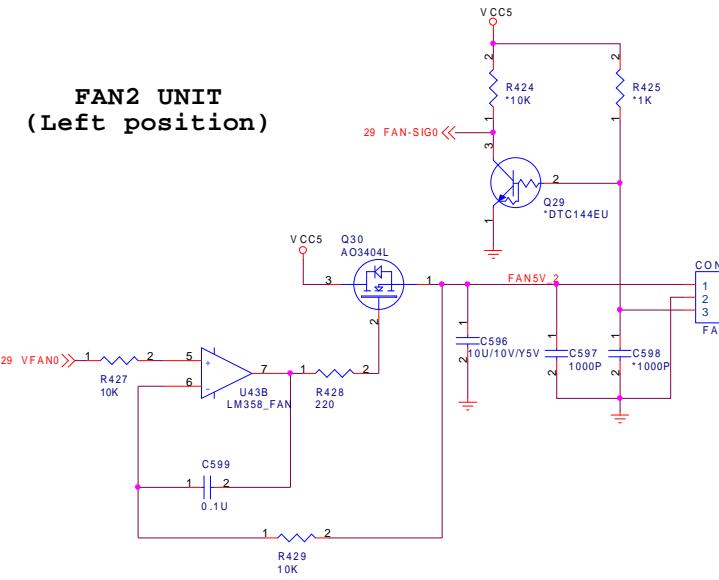 VCC5
FAN2 UNIT
(Left position)
2
2
R424
*10K
R425
*1K
1
1
29 FAN-SIG0
3
2
Q29
*DTC144EU
1
VCC5
Q30
AO3404L
3
1
2
FAN5V_2
CON
1
2
3
FA
1
C596
10U/10V/Y5V
2
1
C597
1000P
2
1
C598
*1000P
2
29 VFAN0
1
2
R427
10K
5
+
6
-
7
U43B
LM358_FAN
1
2
R428
220
C599
1
2
0.1U
1
2
R429
10K